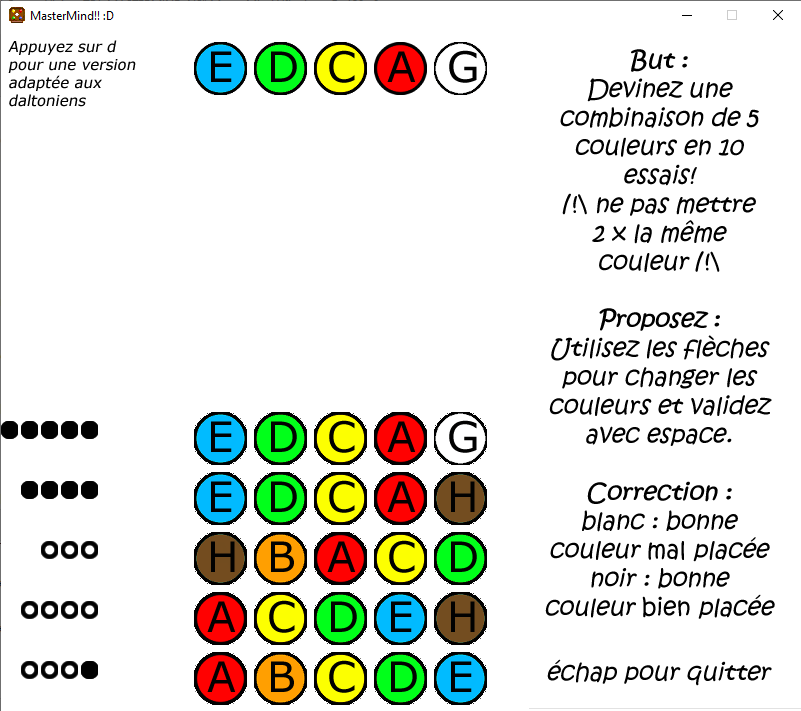 MasterMind!! :D
Appuyez sur d
pour une version
adaptée aux
daltoniens
E D C A G
But :
Devinez une
combinaison de 5
couleurs en 10
essais!
/!\ ne pas mettre
2 x la même
couleur /!\
Proposez :
Utilisez les flèches
pour changer les
couleurs et validez
avec espace.
E D C A G
E D C A H
H B A C D
A C D E H
A B C D E
Correction :
blanc : bonne
couleur mal placée
noir : bonne
couleur bien placée
échap pour quitter